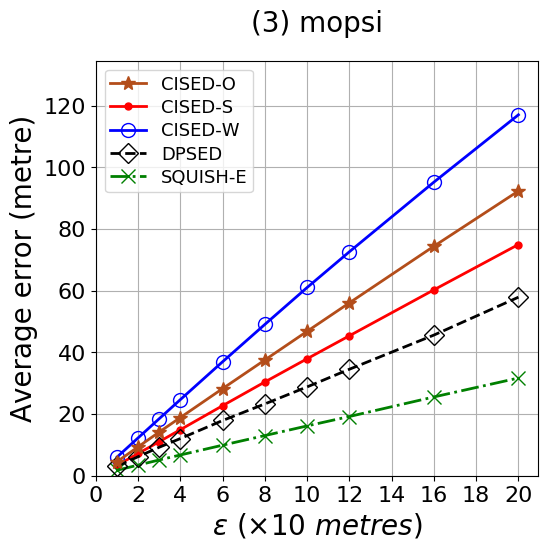 (3) mopsi
CISED-O
CISED-S
CISED-W
DPSED
SQUISH-E
Average error (metre)
120
100
80
60
40
20
0
0 2 4 6 8 10 12 14 16 18 20
ε (×10 metres)